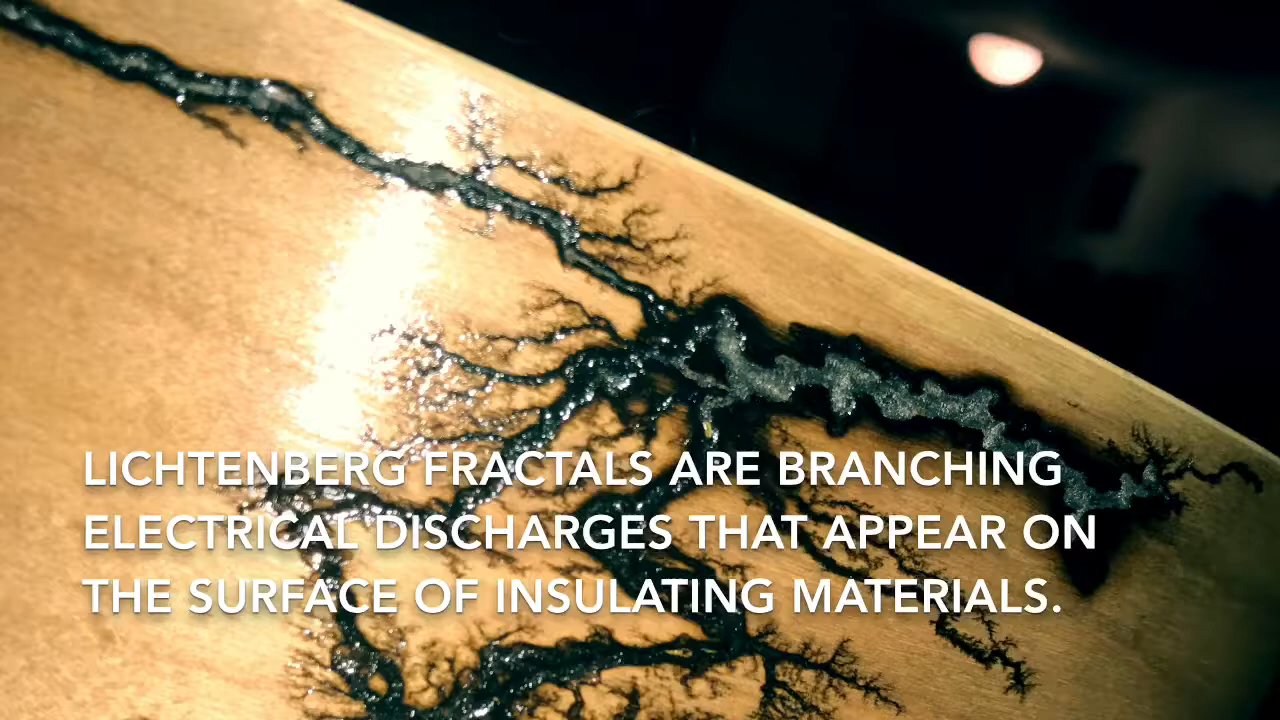 LICHTENBERG FRACTALS ARE BRANCHING
ELECTRICAL DISCHARGES THAT APPEAR ON
THE SURFACE OF INSULATING MATERIALS.